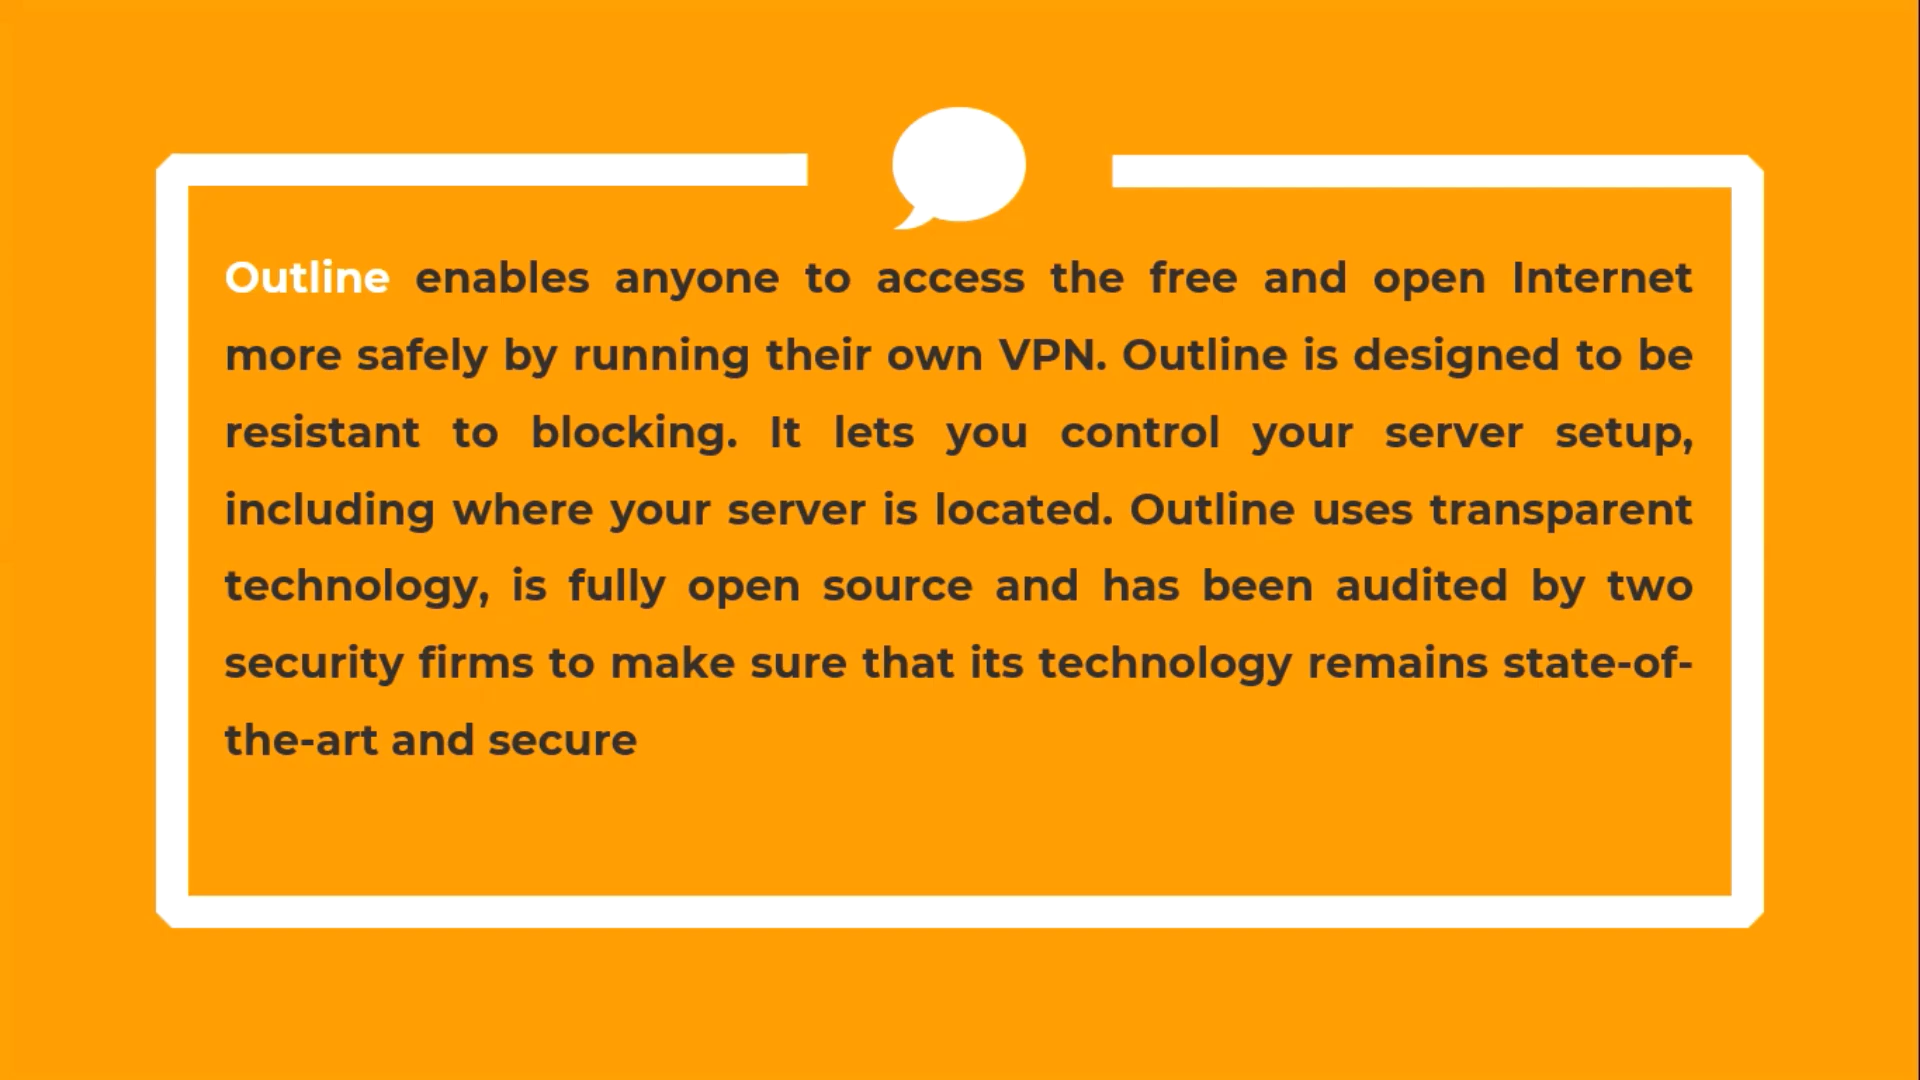 Outline enables anyone to access the free and open Internet
more safely by running their own VPN. Outline is designed to be
resistant to blocking. It lets you control your server setup,
including where your server is located. Outline uses transparent
technology, is fully open source and has been audited by two
security firms to make sure that its technology remains state-of-
the-art and secure